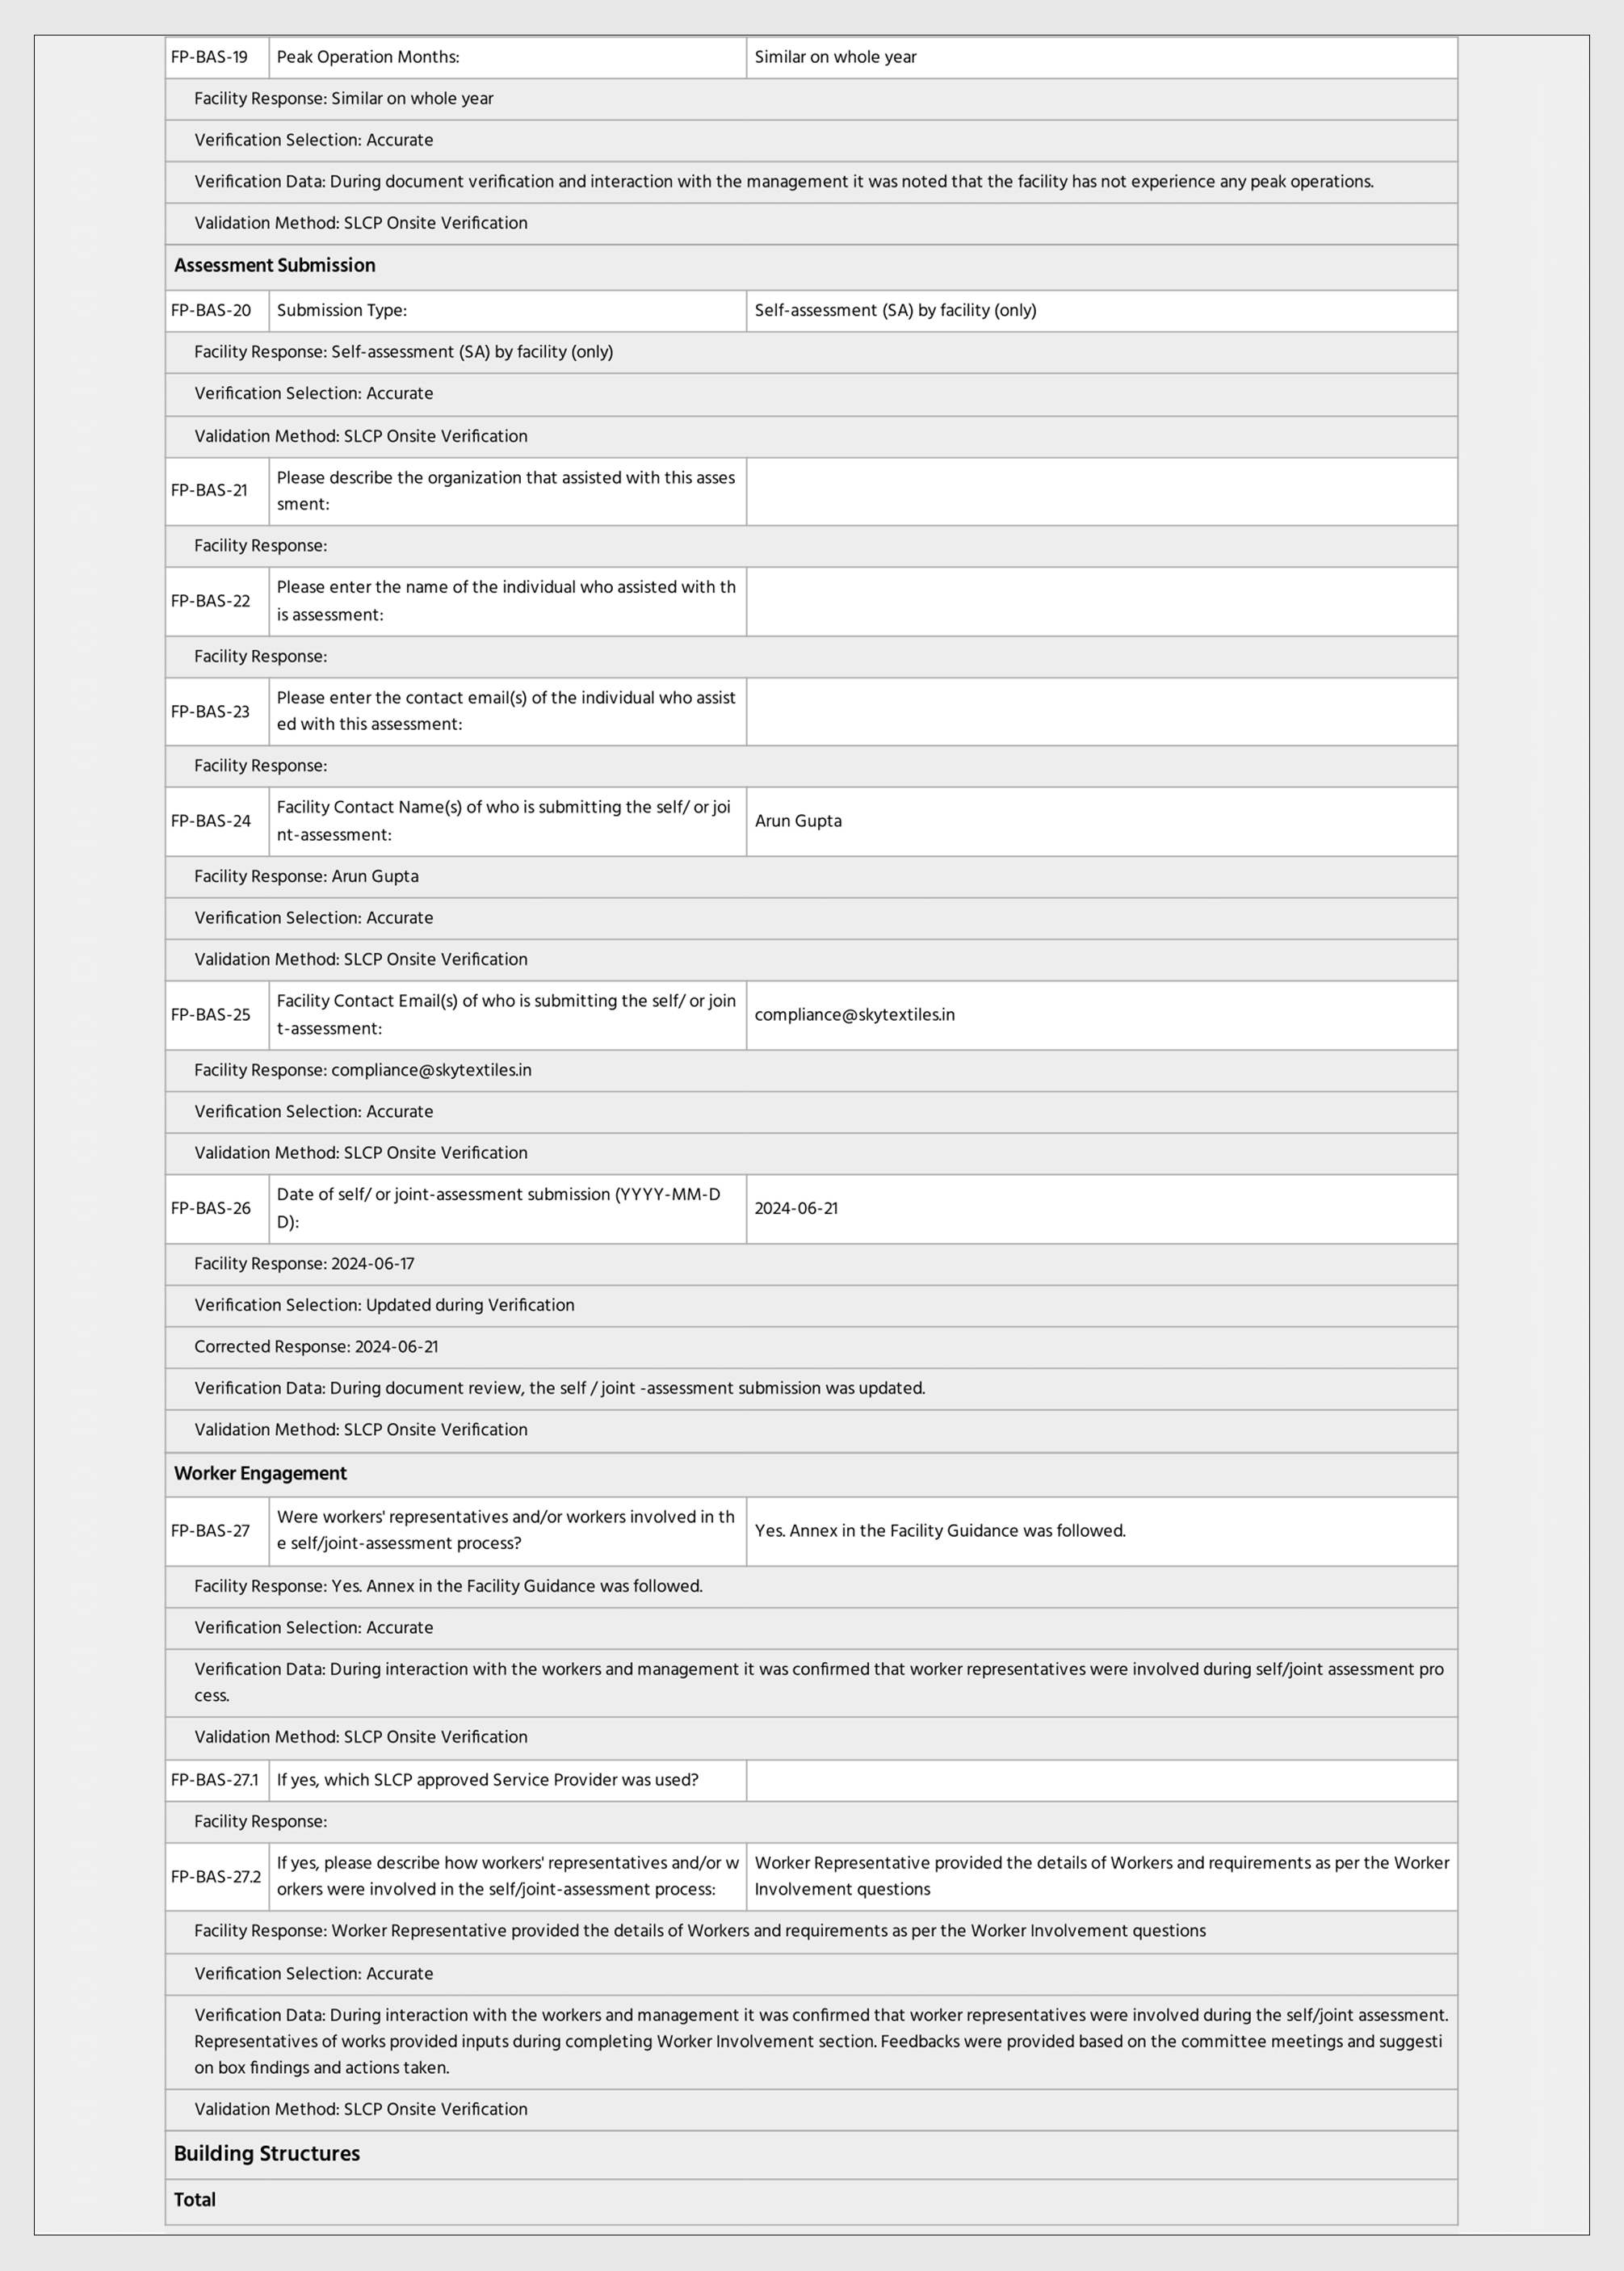 FP-BAS-19 Peak Operation Months: Similar on whole year
Facility Response: Similar on whole year
Verification Selection: Accurate
Verification Data: During document verification and interaction with the management it was noted that the facility has not experience any peak operations.
Validation Method: SLCP Onsite Verification
Assessment Submission
FP-BAS-20 Submission Type: Self-assessment (SA) by facility (only)
Facility Response: Self-assessment (SA) by facility (only)
Verification Selection: Accurate
Validation Method: SLCP Onsite Verification
FP-BAS-21 Please describe the organization that assisted with this asses
sment:
Facility Response:
FP-BAS-22 Please enter the name of the individual who assisted with th
is assessment:
Facility Response:
FP-BAS-23 Please enter the contact email(s) of the individual who assist
ed with this assessment:
Facility Response:
FP-BAS-24 Facility Contact Name(s) of who is submitting the self/ or joi
nt-assessment:
Arun Gupta
Facility Response: Arun Gupta
Verification Selection: Accurate
Validation Method: SLCP Onsite Verification
FP-BAS-25 Facility Contact Email(s) of who is submitting the self/ or join
t-assessment:
compliance@skytextiles.in
Facility Response: compliance@skytextiles.in
Verification Selection: Accurate
Validation Method: SLCP Onsite Verification
FP-BAS-26 Date of self/ or joint-assessment submission (YYYY-MM-D
D):
2024-06-21
Facility Response: 2024-06-17
Verification Selection: Updated during Verification
Corrected Response: 2024-06-21
Verification Data: During document review, the self / joint -assessment submission was updated.
Validation Method: SLCP Onsite Verification
Worker Engagement
FP-BAS-27 Were workers' representatives and/or workers involved in th
e self/joint-assessment process?
Yes. Annex in the Facility Guidance was followed.
Facility Response: Yes. Annex in the Facility Guidance was followed.
Verification Selection: Accurate
Verification Data: During interaction with the workers and management it was confirmed that worker representatives were involved during self/joint assessment pro
cess.
Validation Method: SLCP Onsite Verification
FP-BAS-27.1 If yes, which SLCP approved Service Provider was used?
Facility Response:
FP-BAS-27.2 If yes, please describe how workers' representatives and/or w
orkers were involved in the self/joint-assessment process:
Worker Representative provided the details of Workers and requirements as per the Worker
Involvement questions
Facility Response: Worker Representative provided the details of Workers and requirements as per the Worker Involvement questions
Verification Selection: Accurate
Verification Data: During interaction with the workers and management it was confirmed that worker representatives were involved during the self/joint assessment.
Representatives of works provided inputs during completing Worker Involvement section. Feedbacks were provided based on the committee meetings and suggesti
on box findings and actions taken.
Validation Method: SLCP Onsite Verification
Building Structures
Total